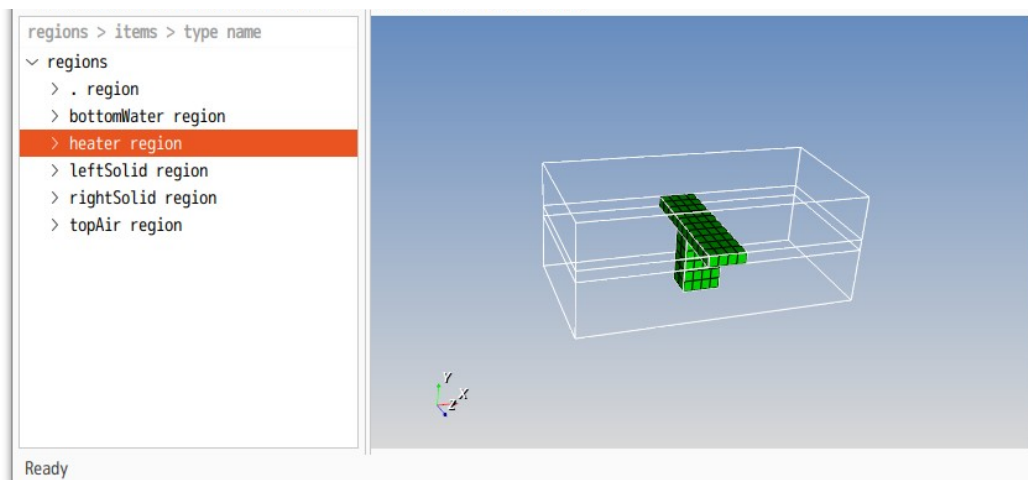 regions > items > type name
regions
. region
bottomWater region
heater region
leftSolid region
rightSolid region
topAir region
Y
X
Z
Ready